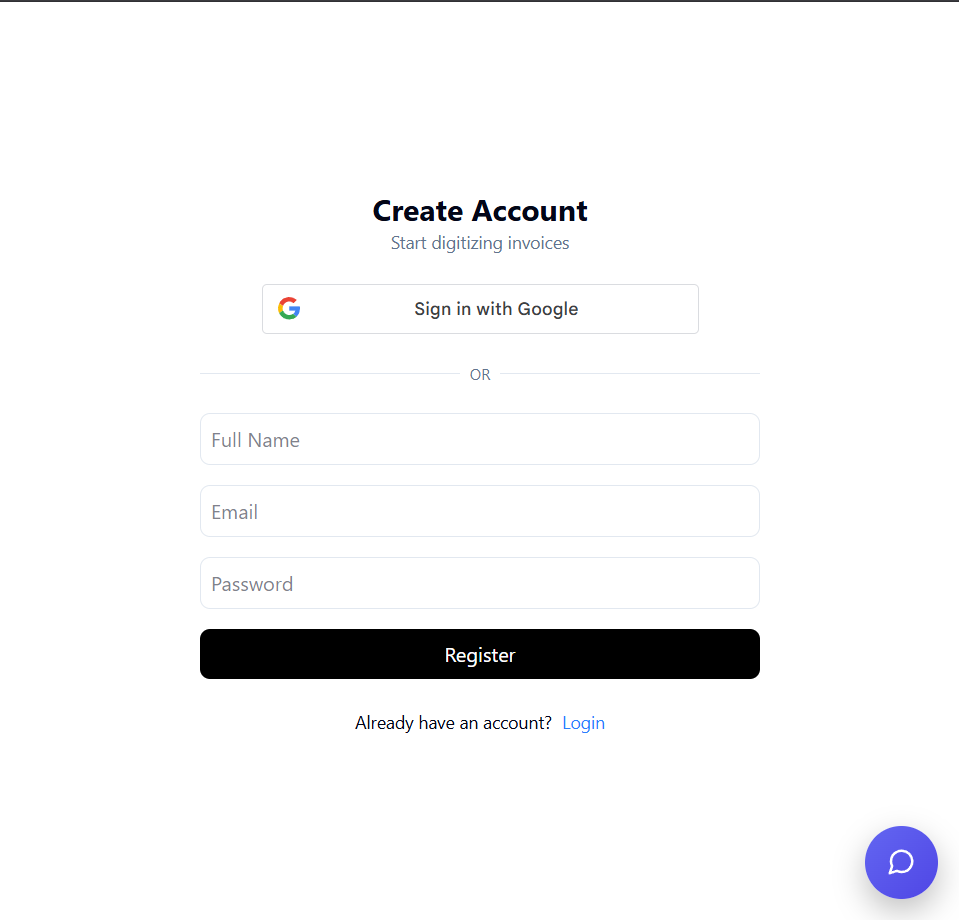 Create Account
Start digitizing invoices
Sign in with Google
OR
Full Name
Email
Password
Register
Already have an account? Login